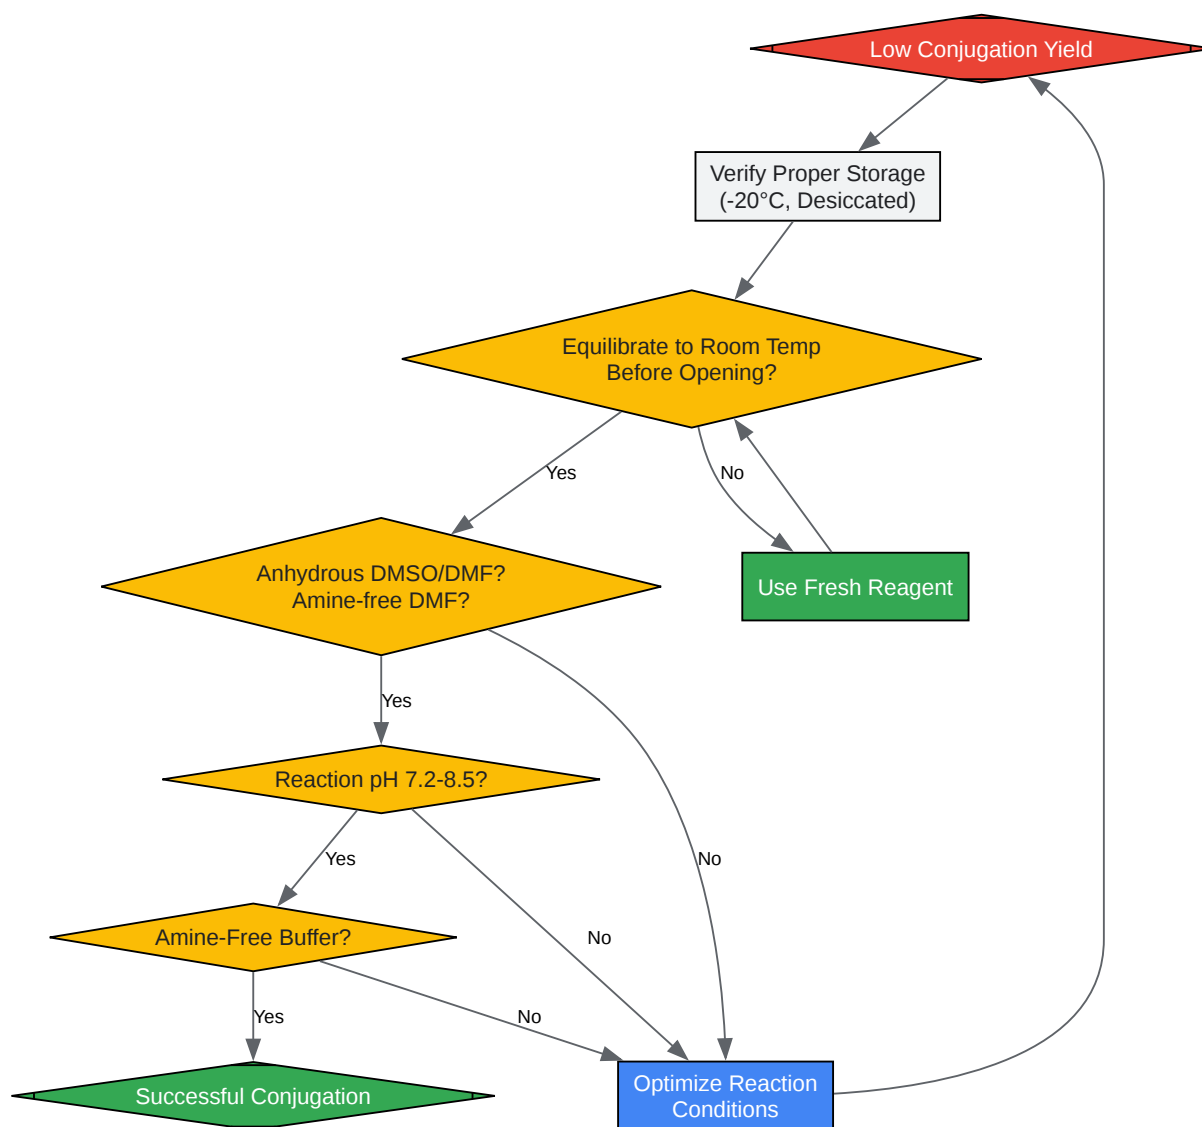 Low Conjugation Yield
Verify Proper Storage
(-20°C, Desiccated)
Equilibrate to Room Temp
Before Opening?
Yes
No
Anhydrous DMSO/DMF?
Amine-free DMF?
Use Fresh Reagent
Yes
Reaction pH 7.2-8.5?
Yes
No
Amine-Free Buffer?
No
Yes
No
Successful Conjugation
Optimize Reaction
Conditions